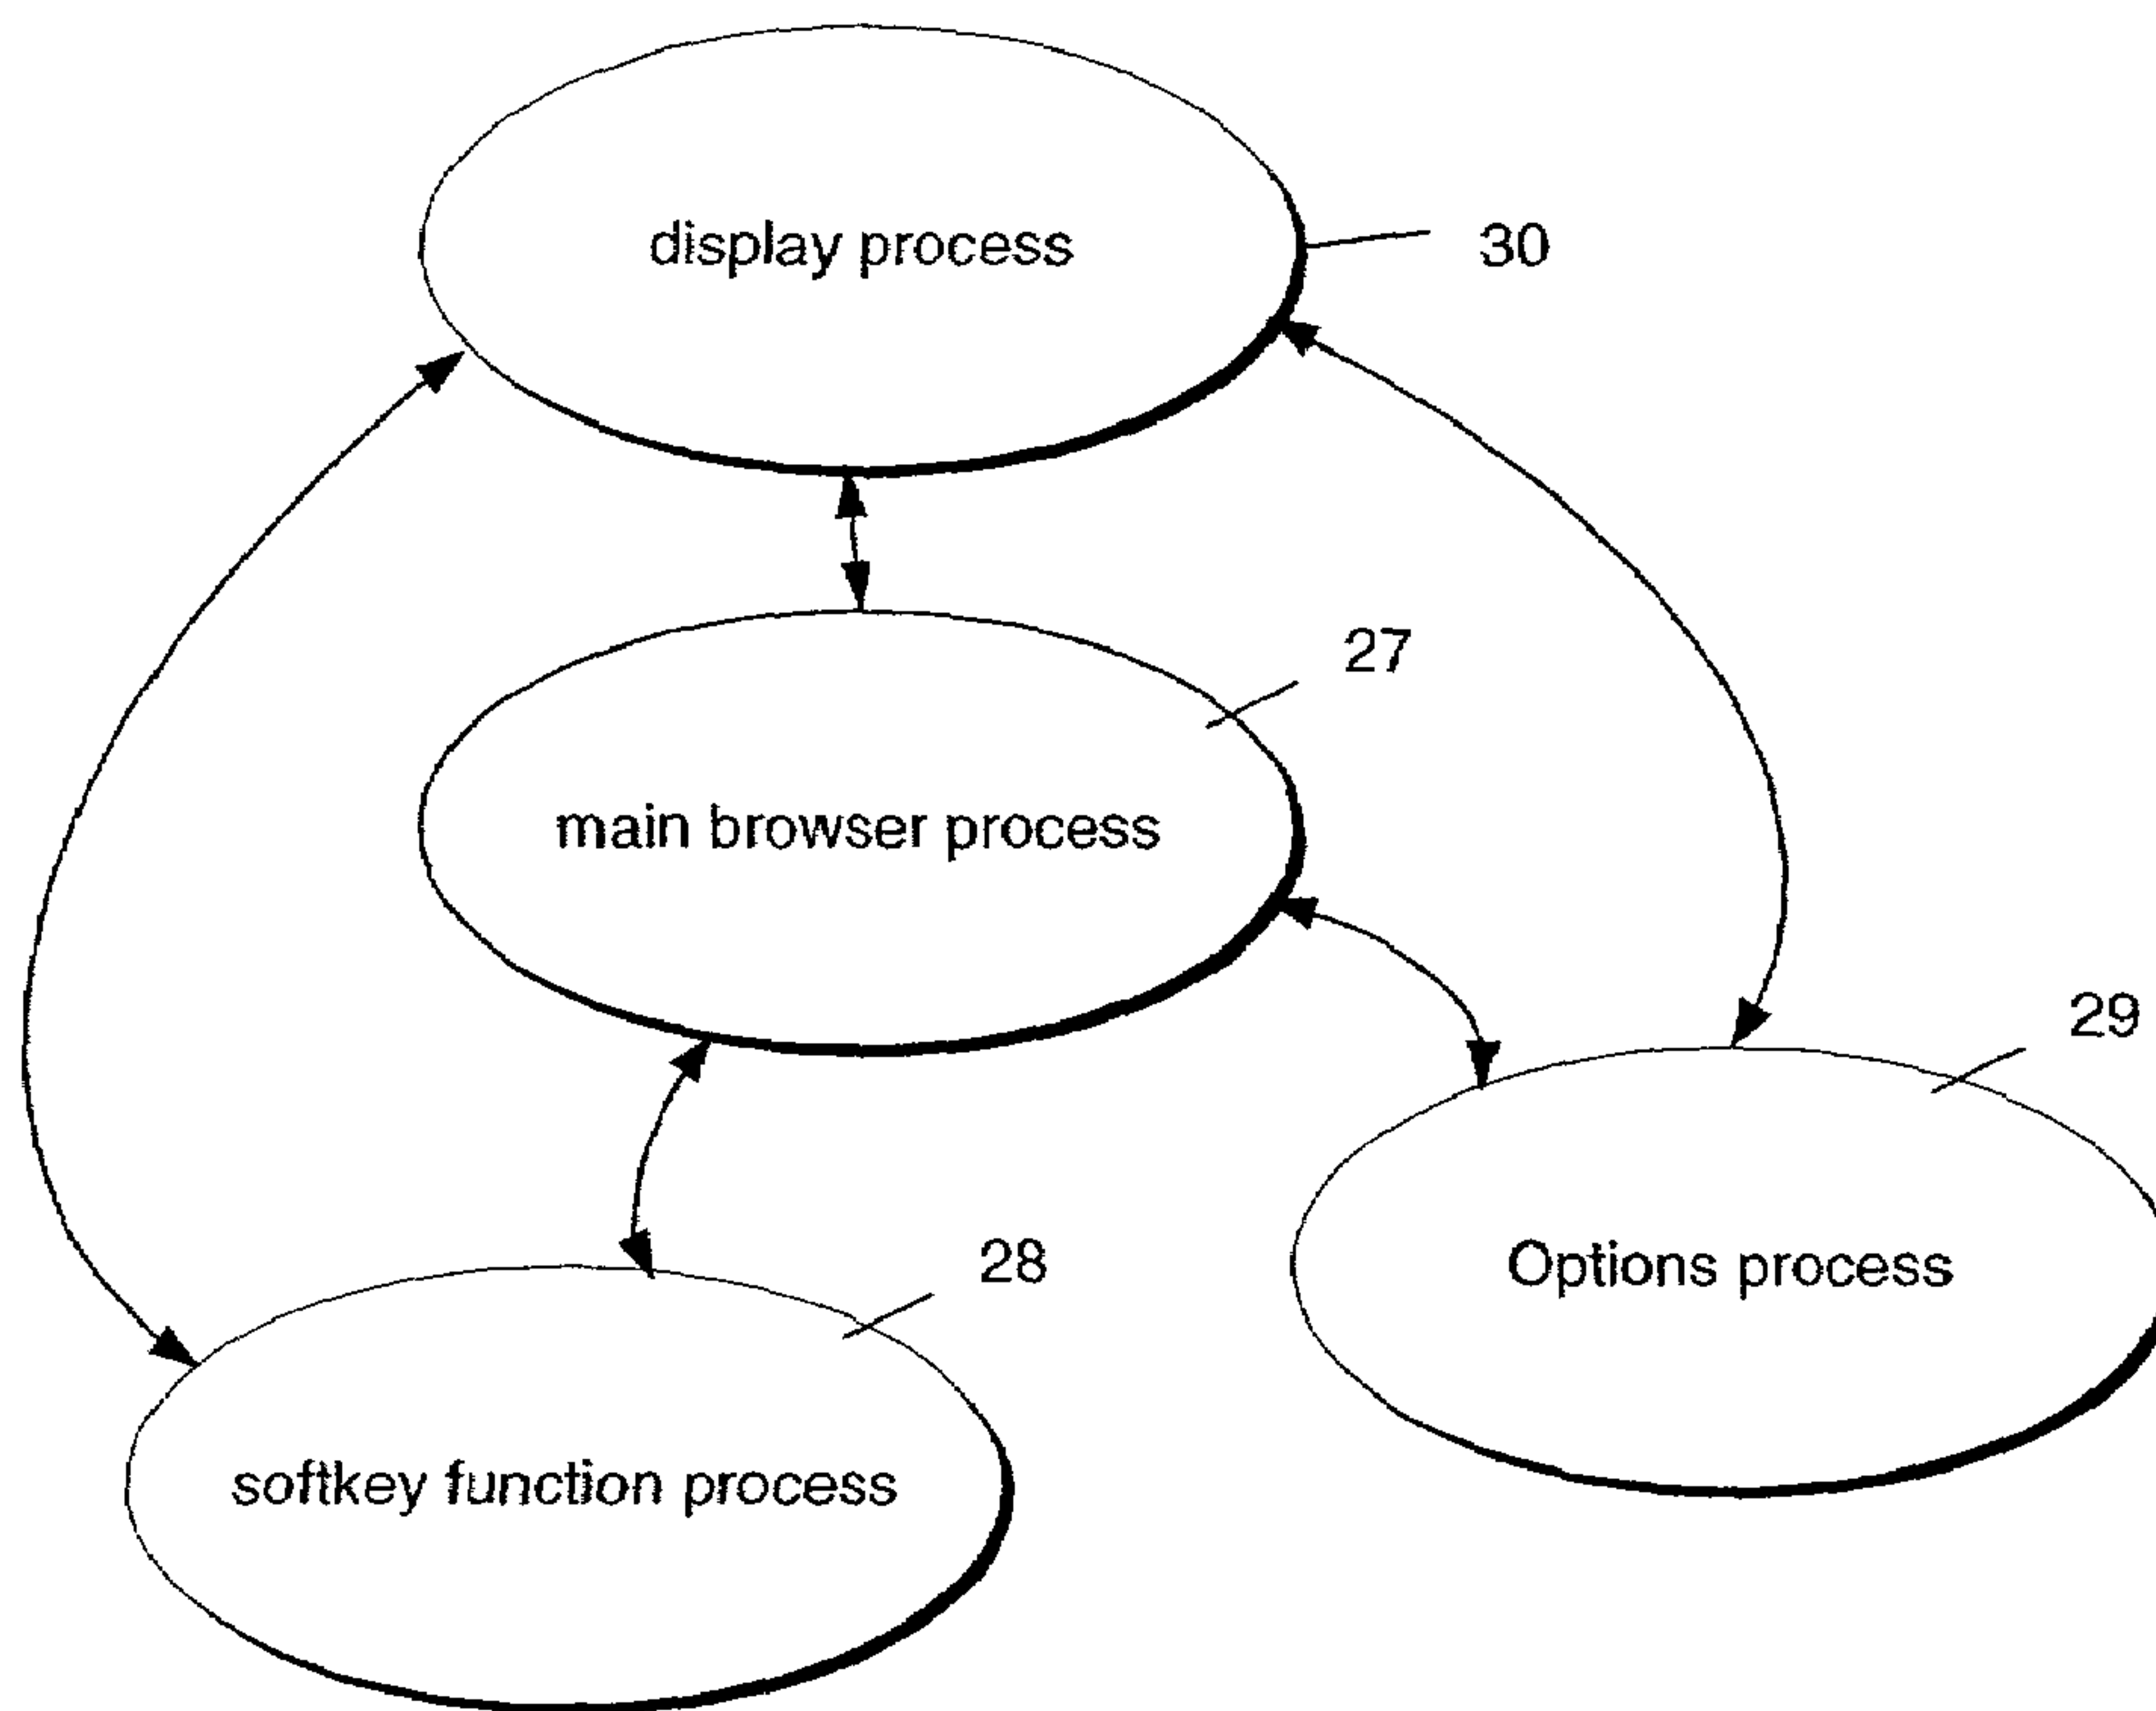 display process
30
27
main browser process
29
28
Options process
softkey function process